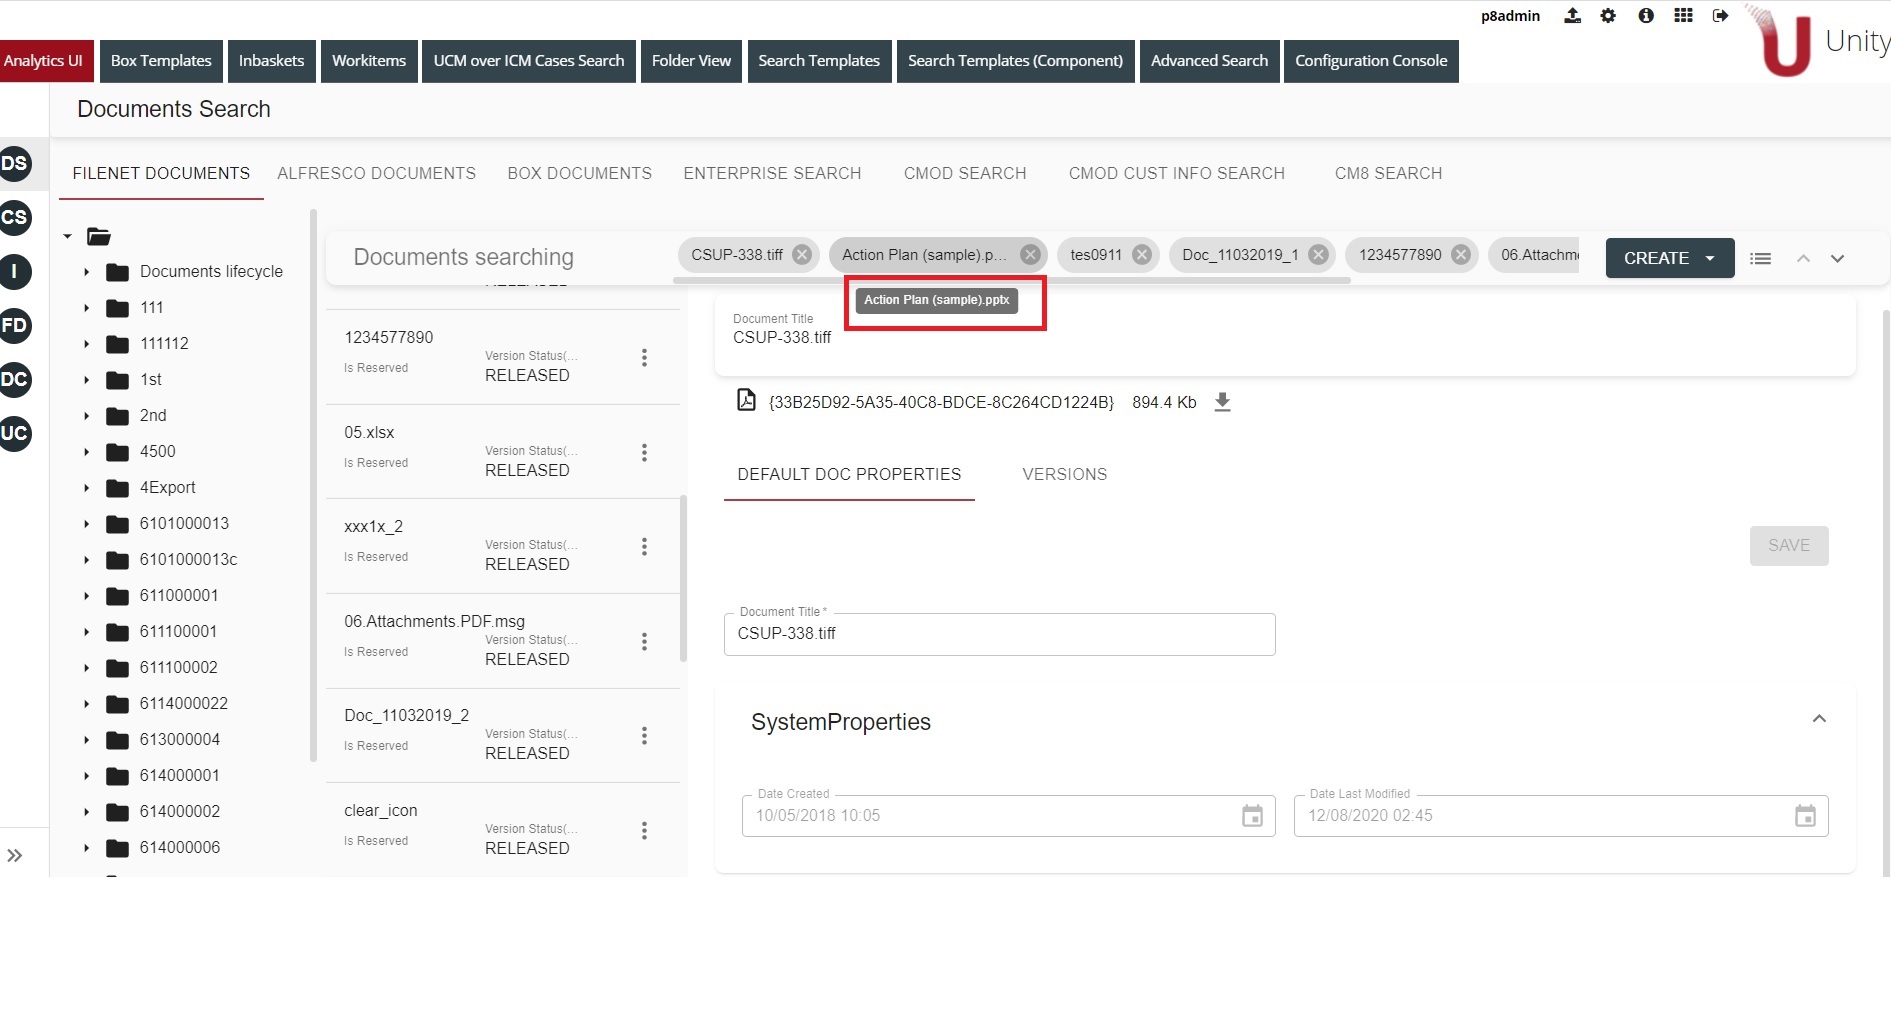 p8admin
Unity
Analytics UI
Box Templates
Inbaskets
Workitems
UCM over ICM Cases Search
Folder View
Search Templates
Search Templates (Component)
Advanced Search
Configuration Console
Documents Search
DS
CS
I
FD
DC
UC
FILENET DOCUMENTS
ALFRESCO DOCUMENTS
BOX DOCUMENTS
ENTERPRISE SEARCH
CMOD SEARCH
CMOD CUST INFO SEARCH
CM8 SEARCH
Documents lifecycle
111
111112
1st
2nd
4500
4Export
6101000013
6101000013c
611000001
611100001
611100002
6114000022
613000004
614000001
614000002
614000006
Documents searching
CSUP-338.tiff
Action Plan (sample).p...
tes0911
Doc_11032019_1
1234577890
06.Attachm
CREATE
Action Plan (sample).pptx
RELEASED
1234577890
Is Reserved
Version Status(...
RELEASED
05.xlsx
Is Reserved
Version Status(...
RELEASED
xxx1x_2
Is Reserved
Version Status(...
RELEASED
06.Attachments.PDF.msg
Is Reserved
Version Status(...
RELEASED
Doc_11032019_2
Is Reserved
Version Status(...
RELEASED
clear_icon
Is Reserved
Version Status(...
RELEASED
Document Title
CSUP-338.tiff
{33B25D92-5A35-40C8-BDCE-8C264CD1224B} 894.4 Kb
DEFAULT DOC PROPERTIES
VERSIONS
SAVE
Document Title *
CSUP-338.tiff
SystemProperties
Date Created
10/05/2018 10:05
Date Last Modified
12/08/2020 02:45